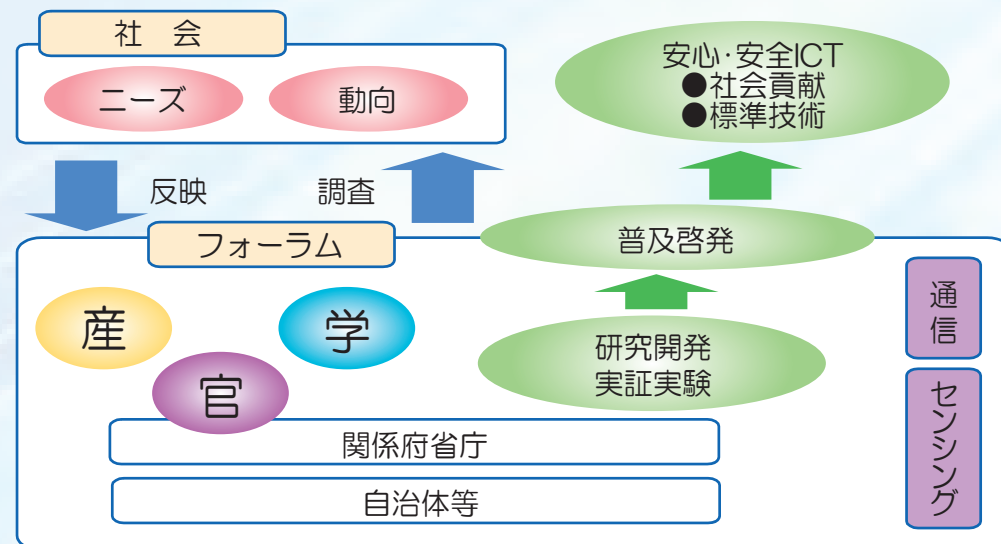 社 会
ニーズ
動向
安心・安全ICT
●社会貢献
●標準技術
反映
調査
フォーラム
普及啓発
産
学
官
研究開発
実証実験
関係府省庁
自治体等
通信
センシング